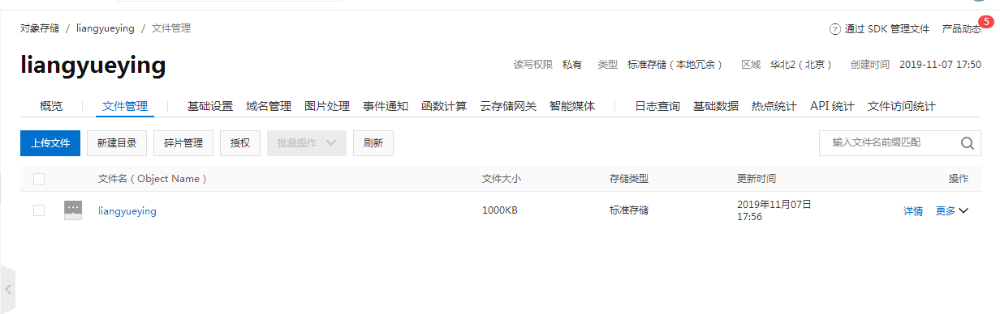 对象存储 / liangyueying / 文件管理
通过 SDK 管理文件 产品动态 5
liangyueying
读写权限 私有 类型 标准存储（本地冗余） 区域 华北2（北京） 创建时间 2019-11-07 17:50
概览 文件管理 基础设置 域名管理 图片处理 事件通知 函数计算 云存储网关 智能媒体 日志查询 基础数据 热点统计 API 统计 文件访问统计
上传文件 新建目录 碎片管理 授权 批量操作 刷新 输入文件名前缀匹配
文件名（Object Name） 文件大小 存储类型 更新时间 操作
liangyueying 1000KB 标准存储 2019年11月07日
17:56
详情 更多